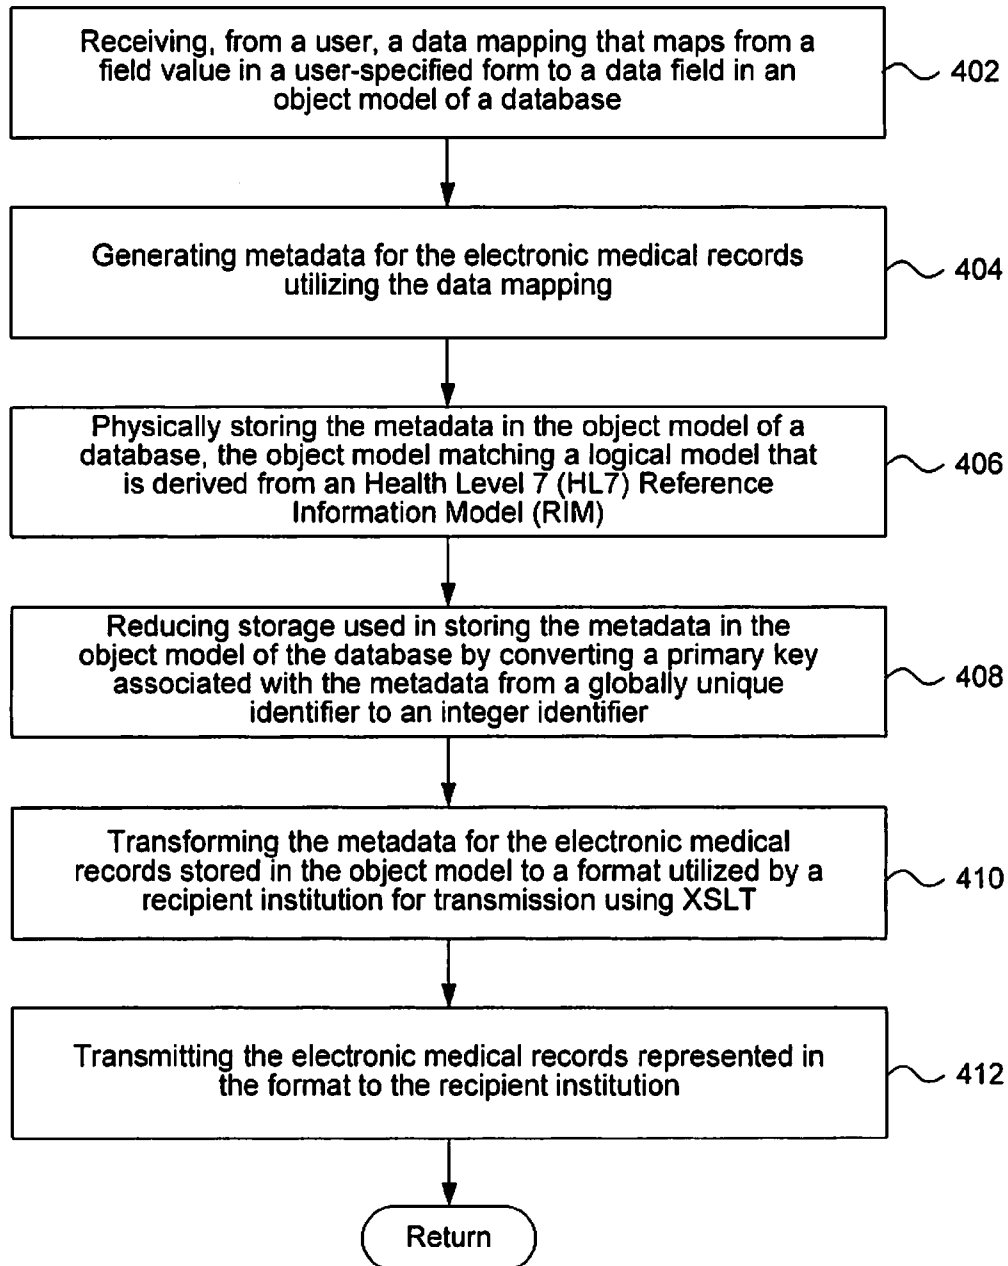 Receiving, from a user, a data mapping that maps from a
field value in a user-specified form to a data field in an
object model of a database
402
Generating metadata for the electronic medical records
utilizing the data mapping
404
Physically storing the metadata in the object model of a
database, the object model matching a logical model that
is derived from an Health Level 7 (HL7) Reference
Information Model (RIM)
406
Reducing storage used in storing the metadata in the
object model of the database by converting a primary key
associated with the metadata from a globally unique
identifier to an integer identifier
408
Transforming the metadata for the electronic medical
records stored in the object model to a format utilized by a
recipient institution for transmission using XSLT
410
Transmitting the electronic medical records represented in
the format to the recipient institution
412
Return